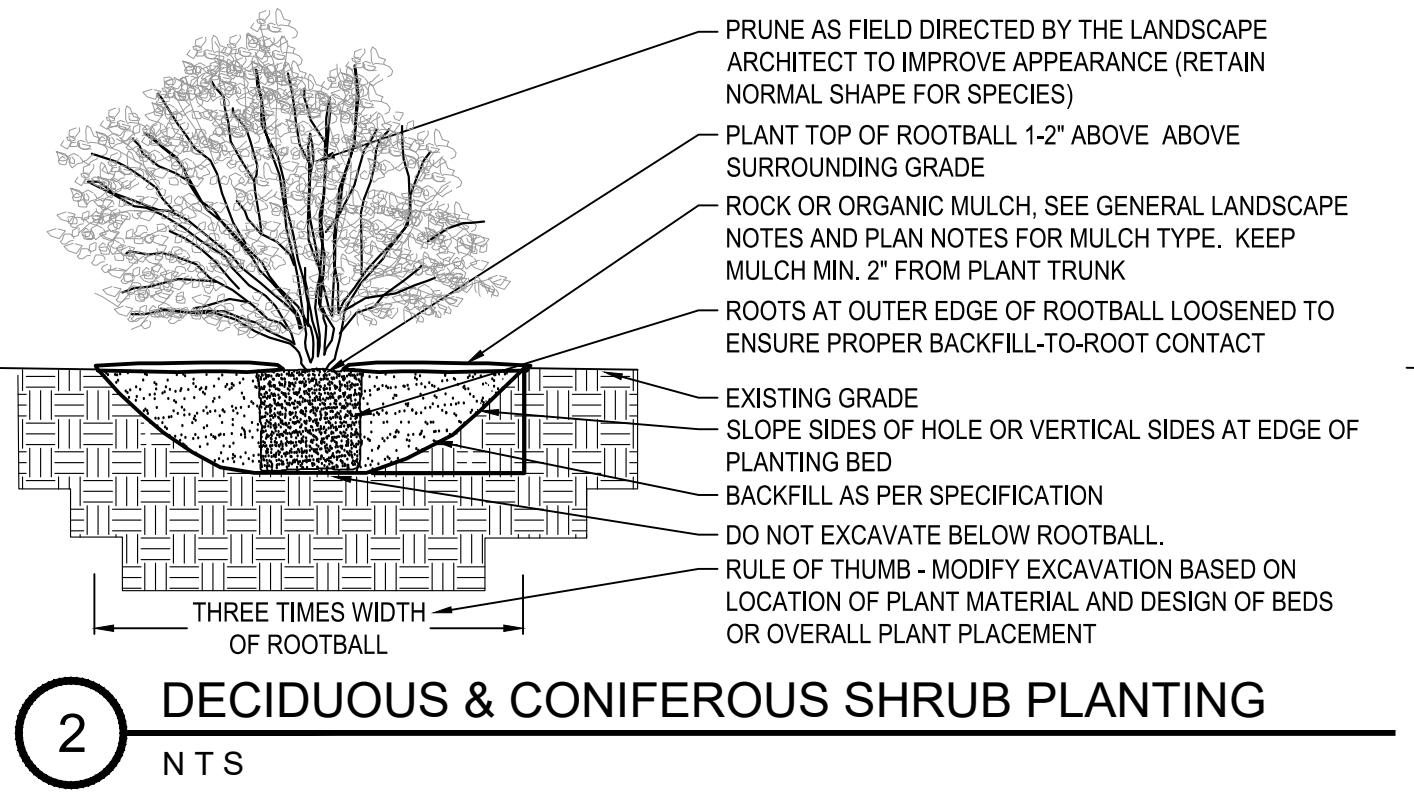 PRUNE AS FIELD DIRECTED BY THE LANDSCAPE
ARCHITECT TO IMPROVE APPEARANCE (RETAIN
NORMAL SHAPE FOR SPECIES)
PLANT TOP OF ROOTBALL 1-2" ABOVE ABOVE
SURROUNDING GRADE
ROCK OR ORGANIC MULCH, SEE GENERAL LANDSCAPE
NOTES AND PLAN NOTES FOR MULCH TYPE. KEEP
MULCH MIN. 2" FROM PLANT TRUNK
ROOTS AT OUTER EDGE OF ROOTBALL LOOSENED TO
ENSURE PROPER BACKFILL-TO-ROOT CONTACT
EXISTING GRADE
SLOPE SIDES OF HOLE OR VERTICAL SIDES AT EDGE OF
PLANTING BED
BACKFILL AS PER SPECIFICATION
DO NOT EXCAVATE BELOW ROOTBALL.
RULE OF THUMB - MODIFY EXCAVATION BASED ON
LOCATION OF PLANT MATERIAL AND DESIGN OF BEDS
OR OVERALL PLANT PLACEMENT
THREE TIMES WIDTH
OF ROOTBALL
2
DECIDUOUS & CONIFEROUS SHRUB PLANTING
N T S